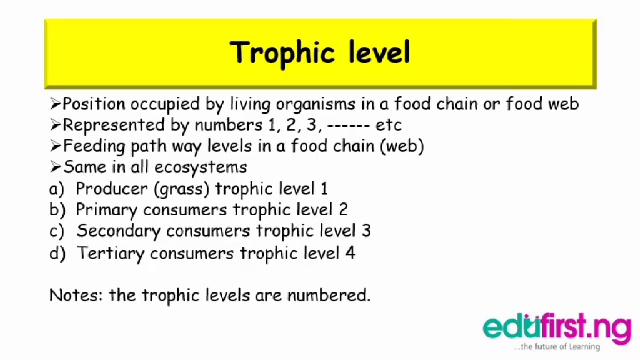 Trophic level
➢Position occupied by living organisms in a food chain or food web
➢Represented by numbers 1, 2, 3, ------ etc
➢Feeding path way levels in a food chain (web)
➢Same in all ecosystems
a) Producer (grass) trophic level 1
b) Primary consumers trophic level 2
c) Secondary consumers trophic level 3
d) Tertiary consumers trophic level 4
Notes: the trophic levels are numbered.
edufirst.ng
...the future of Learning